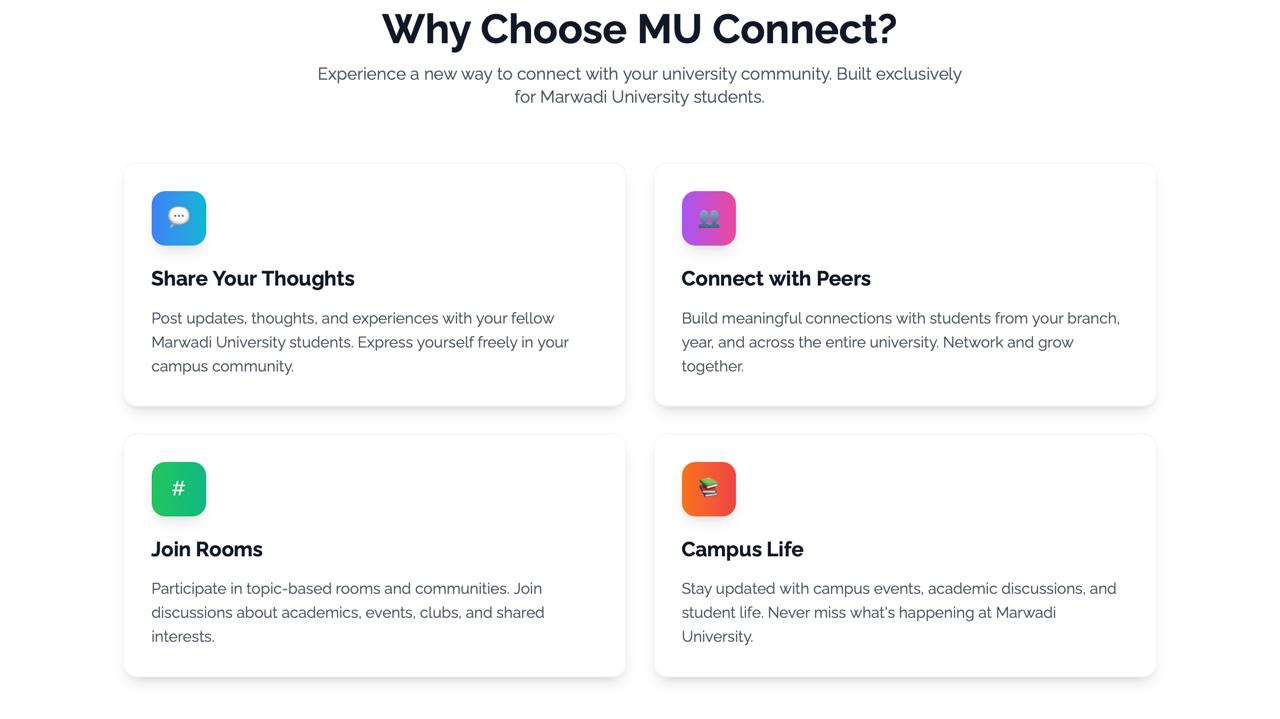 Why Choose MU Connect?
Experience a new way to connect with your university community. Built exclusively
for Marwadi University students.
Share Your Thoughts
Post updates, thoughts, and experiences with your fellow
Marwadi University students. Express yourself freely in your
campus community.
Connect with Peers
Build meaningful connections with students from your branch,
year, and across the entire university. Network and grow
together.
#
Join Rooms
Participate in topic-based rooms and communities. Join
discussions about academics, events, clubs, and shared
interests.
Campus Life
Stay updated with campus events, academic discussions, and
student life. Never miss what's happening at Marwadi
University.